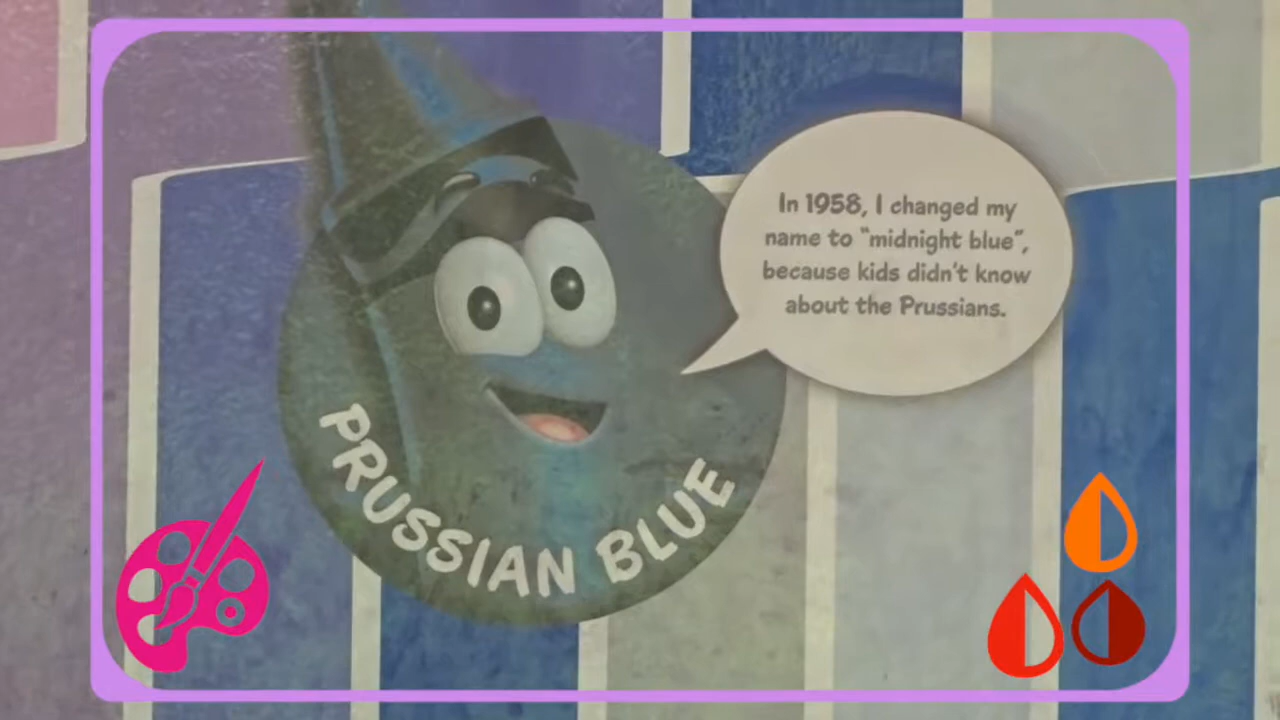 In 1958, I changed my
name to "midnight blue",
because kids didn't know
about the Prussians.
PRUSSIAN BLUE